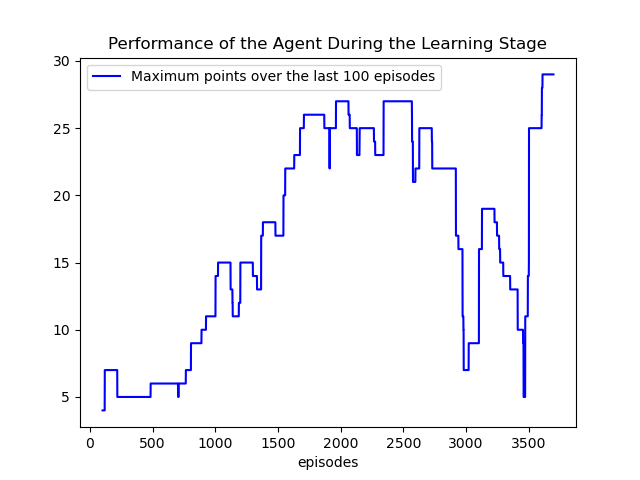 Performance of the Agent During the Learning Stage
Maximum points over the last 100 episodes
30
25
20
15
10
5
0 500 1000 1500 2000 2500 3000 3500
episodes